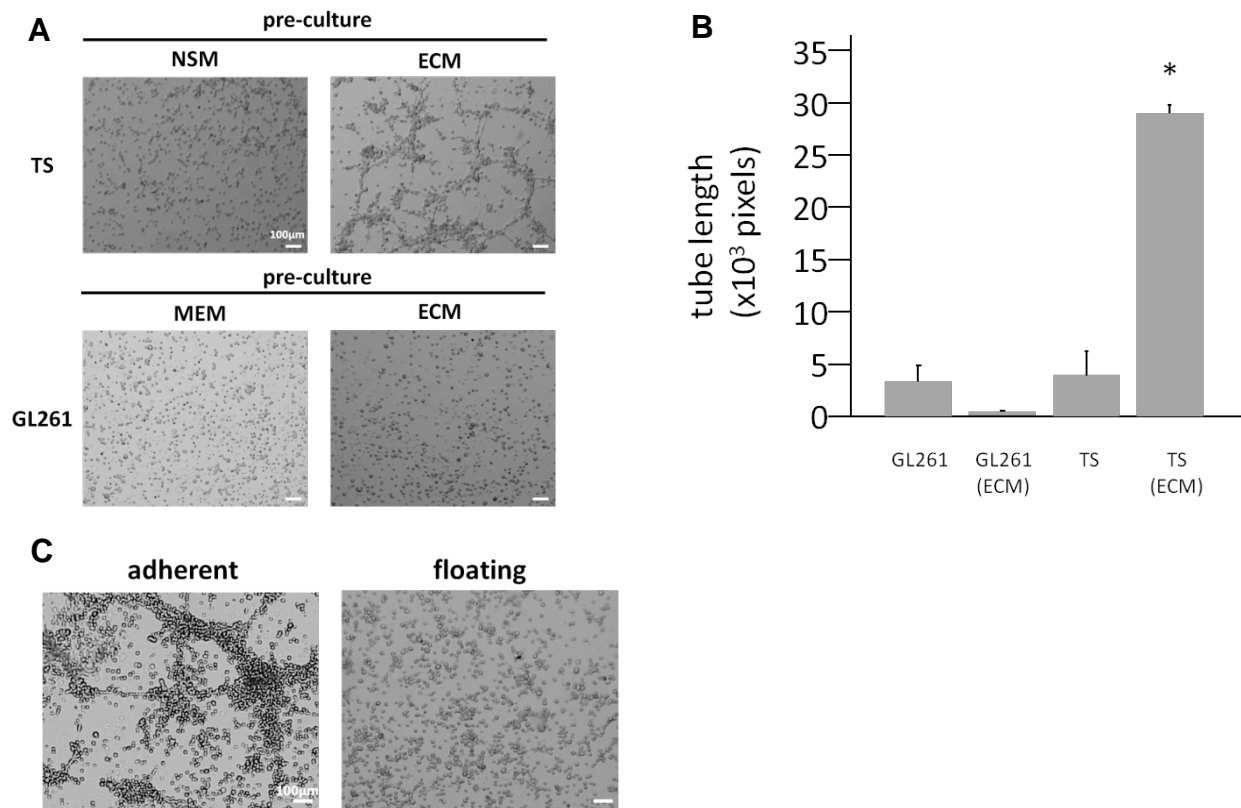 A
pre-culture
NSM ECM
TS
100μm
pre-culture
MEM ECM
GL261
B
tube length
(x10³ pixels)
35
30
25
20
15
10
5
0
*
GL261 GL261 TS TS
(ECM) (ECM)
C
adherent floating
100μm